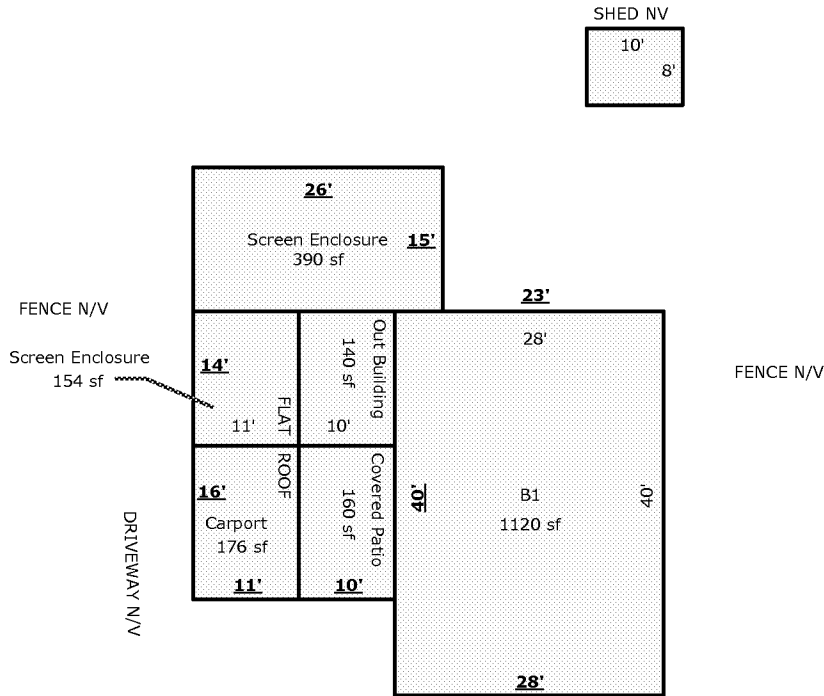 SHED NV
10'
8'
26'
Screen Enclosure
390 sf
15'
23'
FENCE N/V
Screen Enclosure
154 sf
14'
11'
FLAT
Out Building
140 sf
10'
28'
FENCE N/V
ROOF
16'
Carport
176 sf
11'
Covered Patio
160 sf
10'
40'
B1
1120 sf
40'
DRIVEWAY N/V
28'